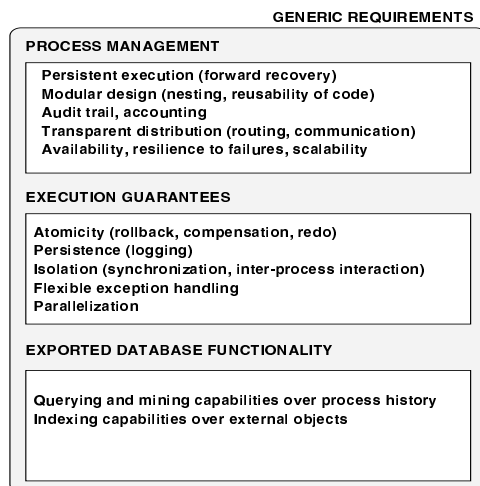 GENERIC REQUIREMENTS
PROCESS MANAGEMENT
Persistent execution (forward recovery)
Modular design (nesting, reusability of code)
Audit trail, accounting
Transparent distribution (routing, communication)
Availability, resilience to failures, scalability
EXECUTION GUARANTEES
Atomicity (rollback, compensation, redo)
Persistence (logging)
Isolation (synchronization, inter-process interaction)
Flexible exception handling
Parallelization
EXPORTED DATABASE FUNCTIONALITY
Querying and mining capabilities over process history
Indexing capabilities over external objects